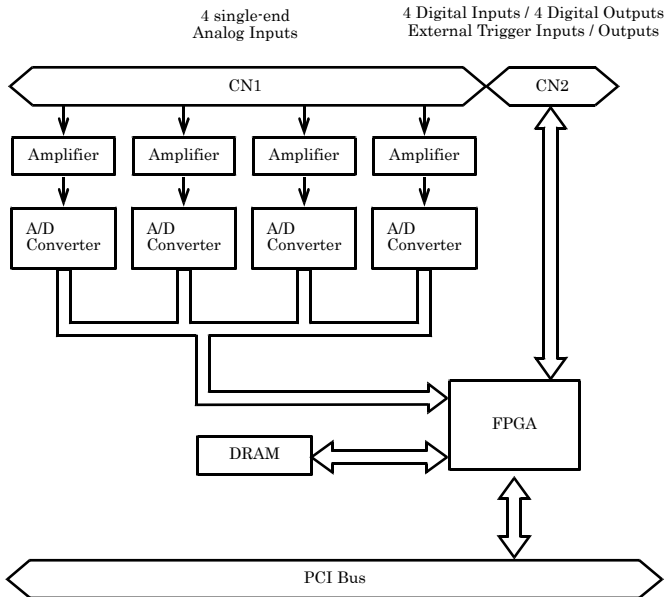 4 single-end
Analog Inputs
4 Digital Inputs / 4 Digital Outputs
External Trigger Inputs / Outputs
CN1
CN2
Amplifier
Amplifier
Amplifier
Amplifier
A/D
Converter
A/D
Converter
A/D
Converter
A/D
Converter
FPGA
DRAM
PCI Bus